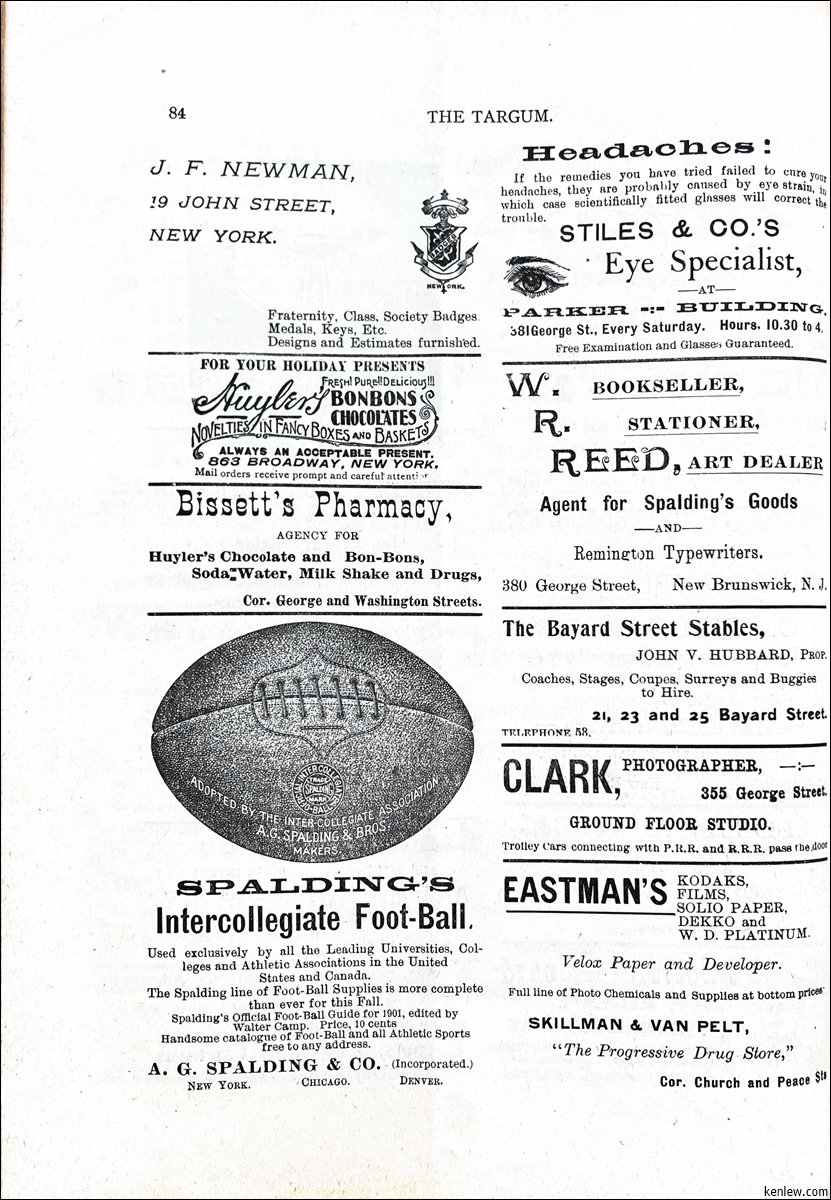 84
THE TARGUM.
J. F. NEWMAN,
19 JOHN STREET,
NEW YORK.
BADGES
NEW YORK.
Fraternity, Class, Society Badges
Medals, Keys, Etc.
Designs and Estimates furnished.
FOR YOUR HOLIDAY PRESENTS
Huyler's
FRESH! PURE!! DELICIOUS!!!
BONBONS
CHOCOLATES
NOVELTIES IN FANCY BOXES AND BASKETS
ALWAYS AN ACCEPTABLE PRESENT.
863 BROADWAY, NEW YORK.
Mail orders receive prompt and careful
Bissett's Pharmacy,
AGENCY FOR
Huyler's Chocolate and Bon-Bons,
Soda Water, Milk Shake and Drugs,
Cor. George and Washington Streets.
TRADE
SPALDING
MARK
ADOPTED BY THE INTER-COLLEGIATE ASSOCIATION
A.G. SPALDING & BROS.
MAKERS
SPALDING'S
Intercollegiate Foot-Ball.
Used exclusively by all the Leading Universities, Col-
leges and Athletic Associations in the United
States and Canada.
The Spalding line of Foot-Ball Supplies is more complete
than ever for this Fall.
Spalding's Official Foot-Ball Guide for 1901, edited by
Walter Camp. Price, 10 cents
Handsome catalogue of Foot-Ball and all Athletic Sports
free to any address.
A. G. SPALDING & CO. (Incorporated.)
NEW YORK. CHICAGO. DENVER.
Headaches!
If the remedies you have tried failed to cure your
headaches, they are probably caused by eye strain, in
which case scientifically fitted glasses will correct the
trouble.
STILES & CO.'S
Eye Specialist,
—AT—
PARKER -:- BUILDING,
381 George St., Every Saturday. Hours. 10.30 to 4.
Free Examination and Glasses Guaranteed.
W. BOOKSELLER,
R. STATIONER,
REED, ART DEALER
Agent for Spalding's Goods
—AND—
Remington Typewriters.
380 George Street, New Brunswick, N. J.
The Bayard Street Stables,
JOHN V. HUBBARD, PROP.
Coaches, Stages, Coupes, Surreys and Buggies
to Hire.
21, 23 and 25 Bayard Street.
TELEPHONE 58.
CLARK, PHOTOGRAPHER, —:—
355 George Street.
GROUND FLOOR STUDIO.
Trolley Cars connecting with P.R.R. and R.R.R. pass the door
EASTMAN'S
KODAKS,
FILMS,
SOLIO PAPER,
DEKKO and
W. D. PLATINUM.
Velox Paper and Developer.
Full line of Photo Chemicals and Supplies at bottom prices
SKILLMAN & VAN PELT,
"The Progressive Drug Store,"
Cor. Church and Peace Sts
kenlew.com